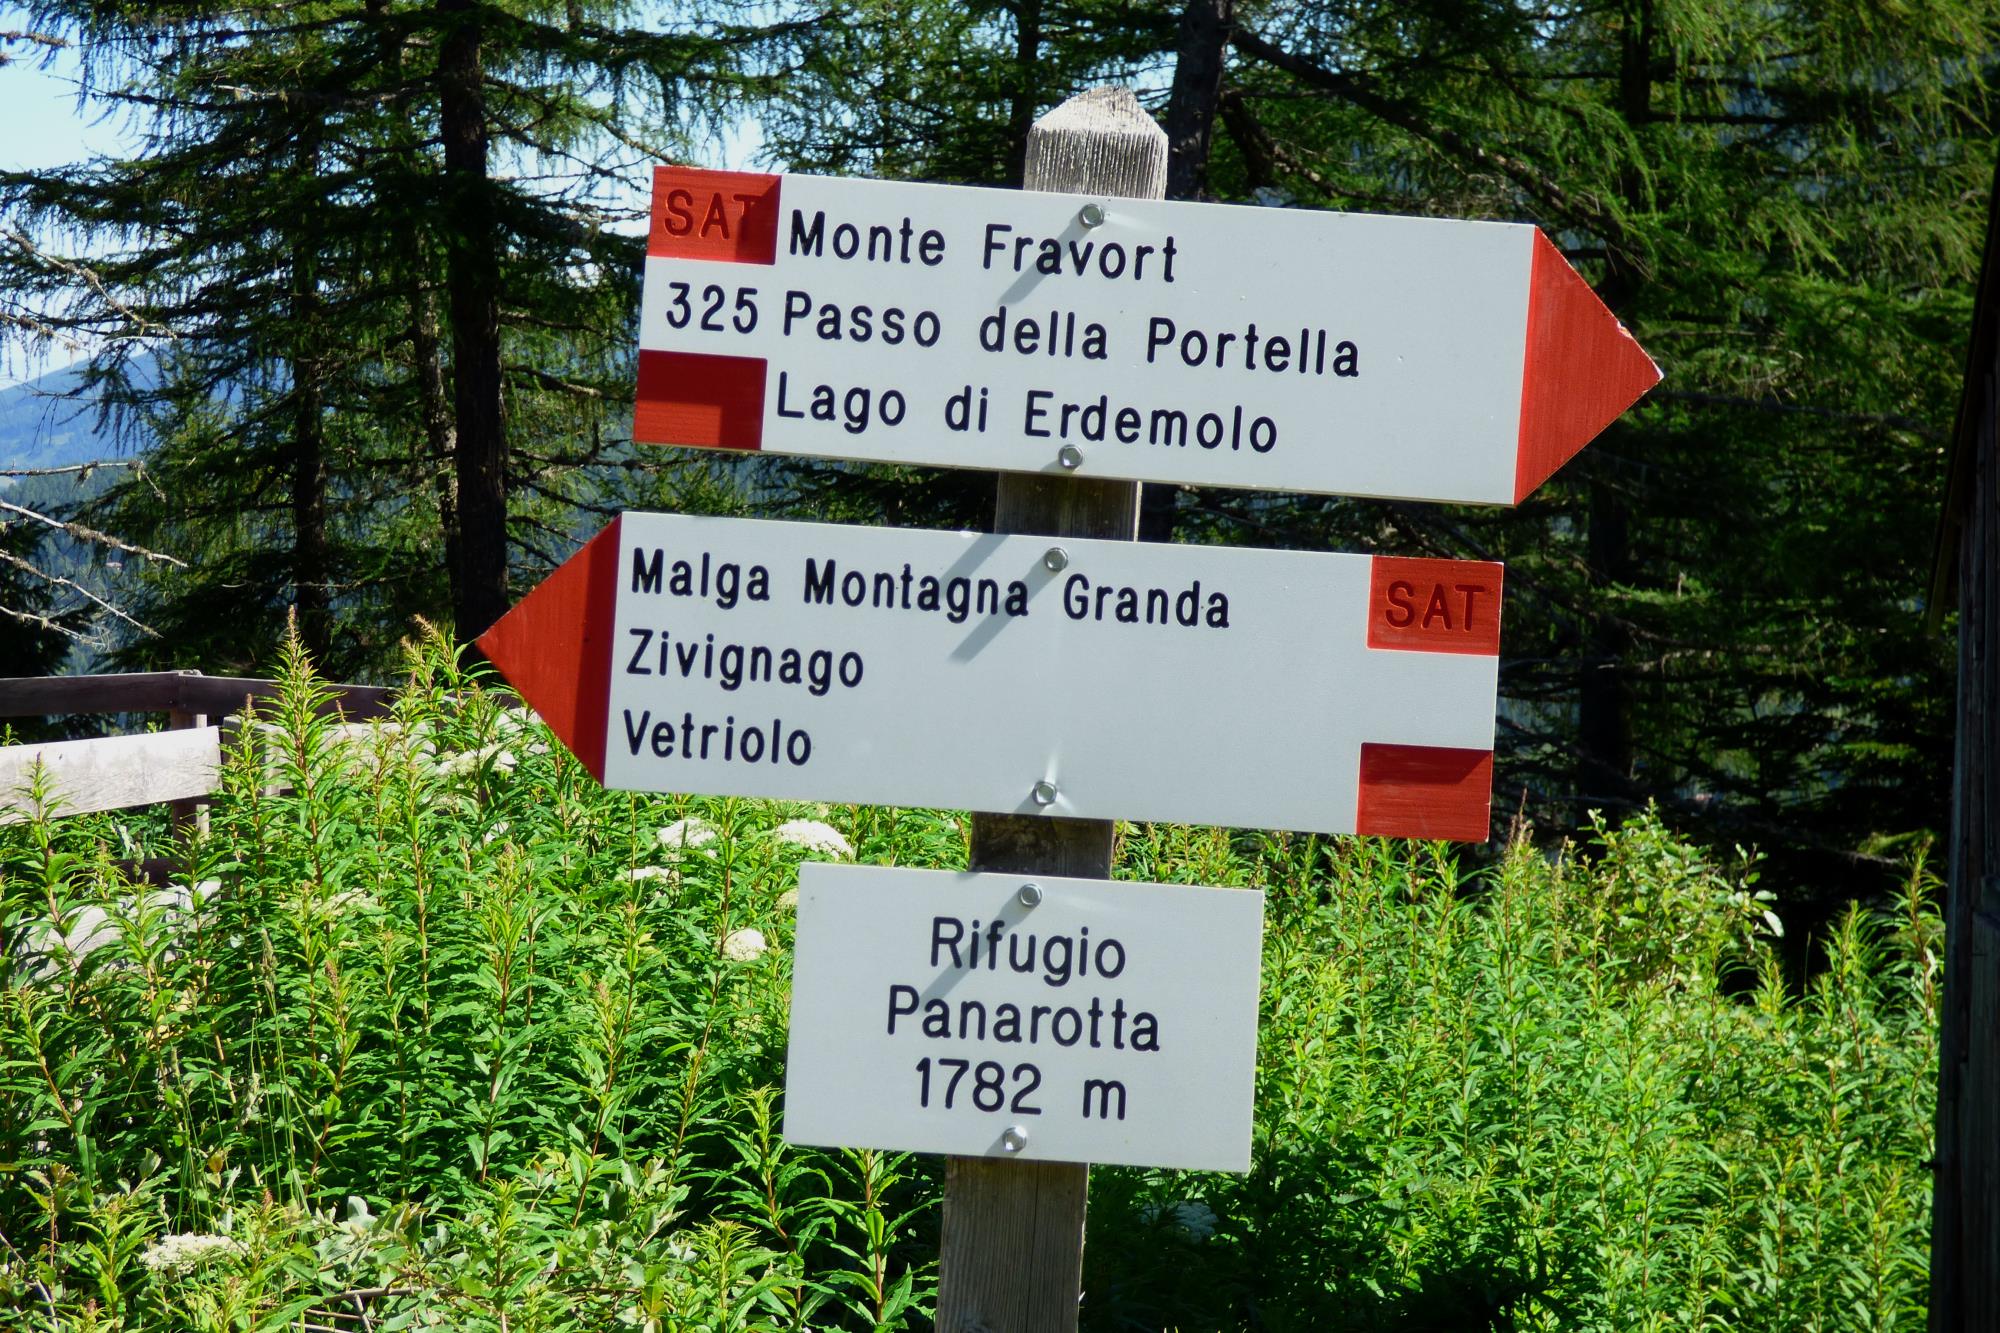 SAT Monte Fravort
325 Passo della Portella
Lago di Erdemolo
Malga Montagna Granda SAT
Zivignago
Vetriolo
Rifugio
Panarotta
1782 m